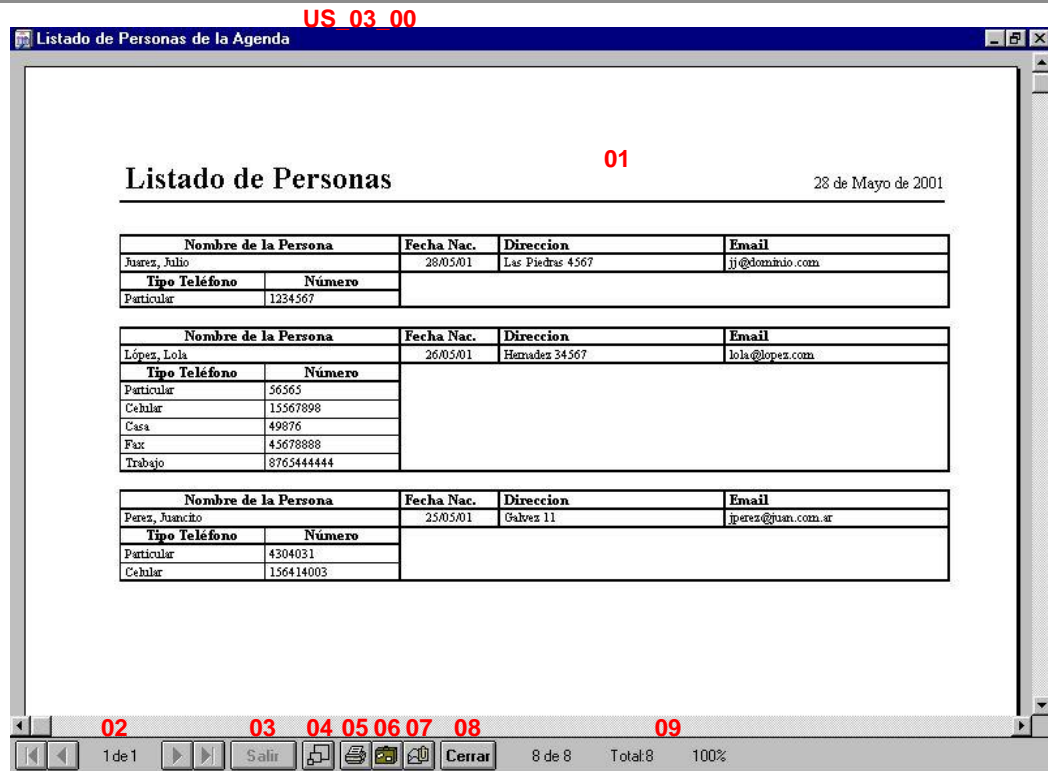 US_03_00
Listado de Personas de la Agenda
01
Listado de Personas
28 de Mayo de 2001
Nombre de la Persona Fecha Nac. Direccion Email
Juarez, Julio 28/05/01 Las Piedras 4567 jj@dominio.com
Tipo Teléfono Número
Particular 1234567
Nombre de la Persona Fecha Nac. Direccion Email
López, Lola 26/05/01 Hernadez 34567 lola@lopez.com
Tipo Teléfono Número
Particular 56565
Celular 15567898
Casa 49876
Fax 45678888
Trabajo 8765444444
Nombre de la Persona Fecha Nac. Direccion Email
Perez, Juancito 25/05/01 Galvez 11 jperez@juan.com.ar
Tipo Teléfono Número
Particular 4304031
Celular 156414003
02 03 04 05 06 07 08 09
1 de 1 Salir Cerrar 8 de 8 Total:8 100%